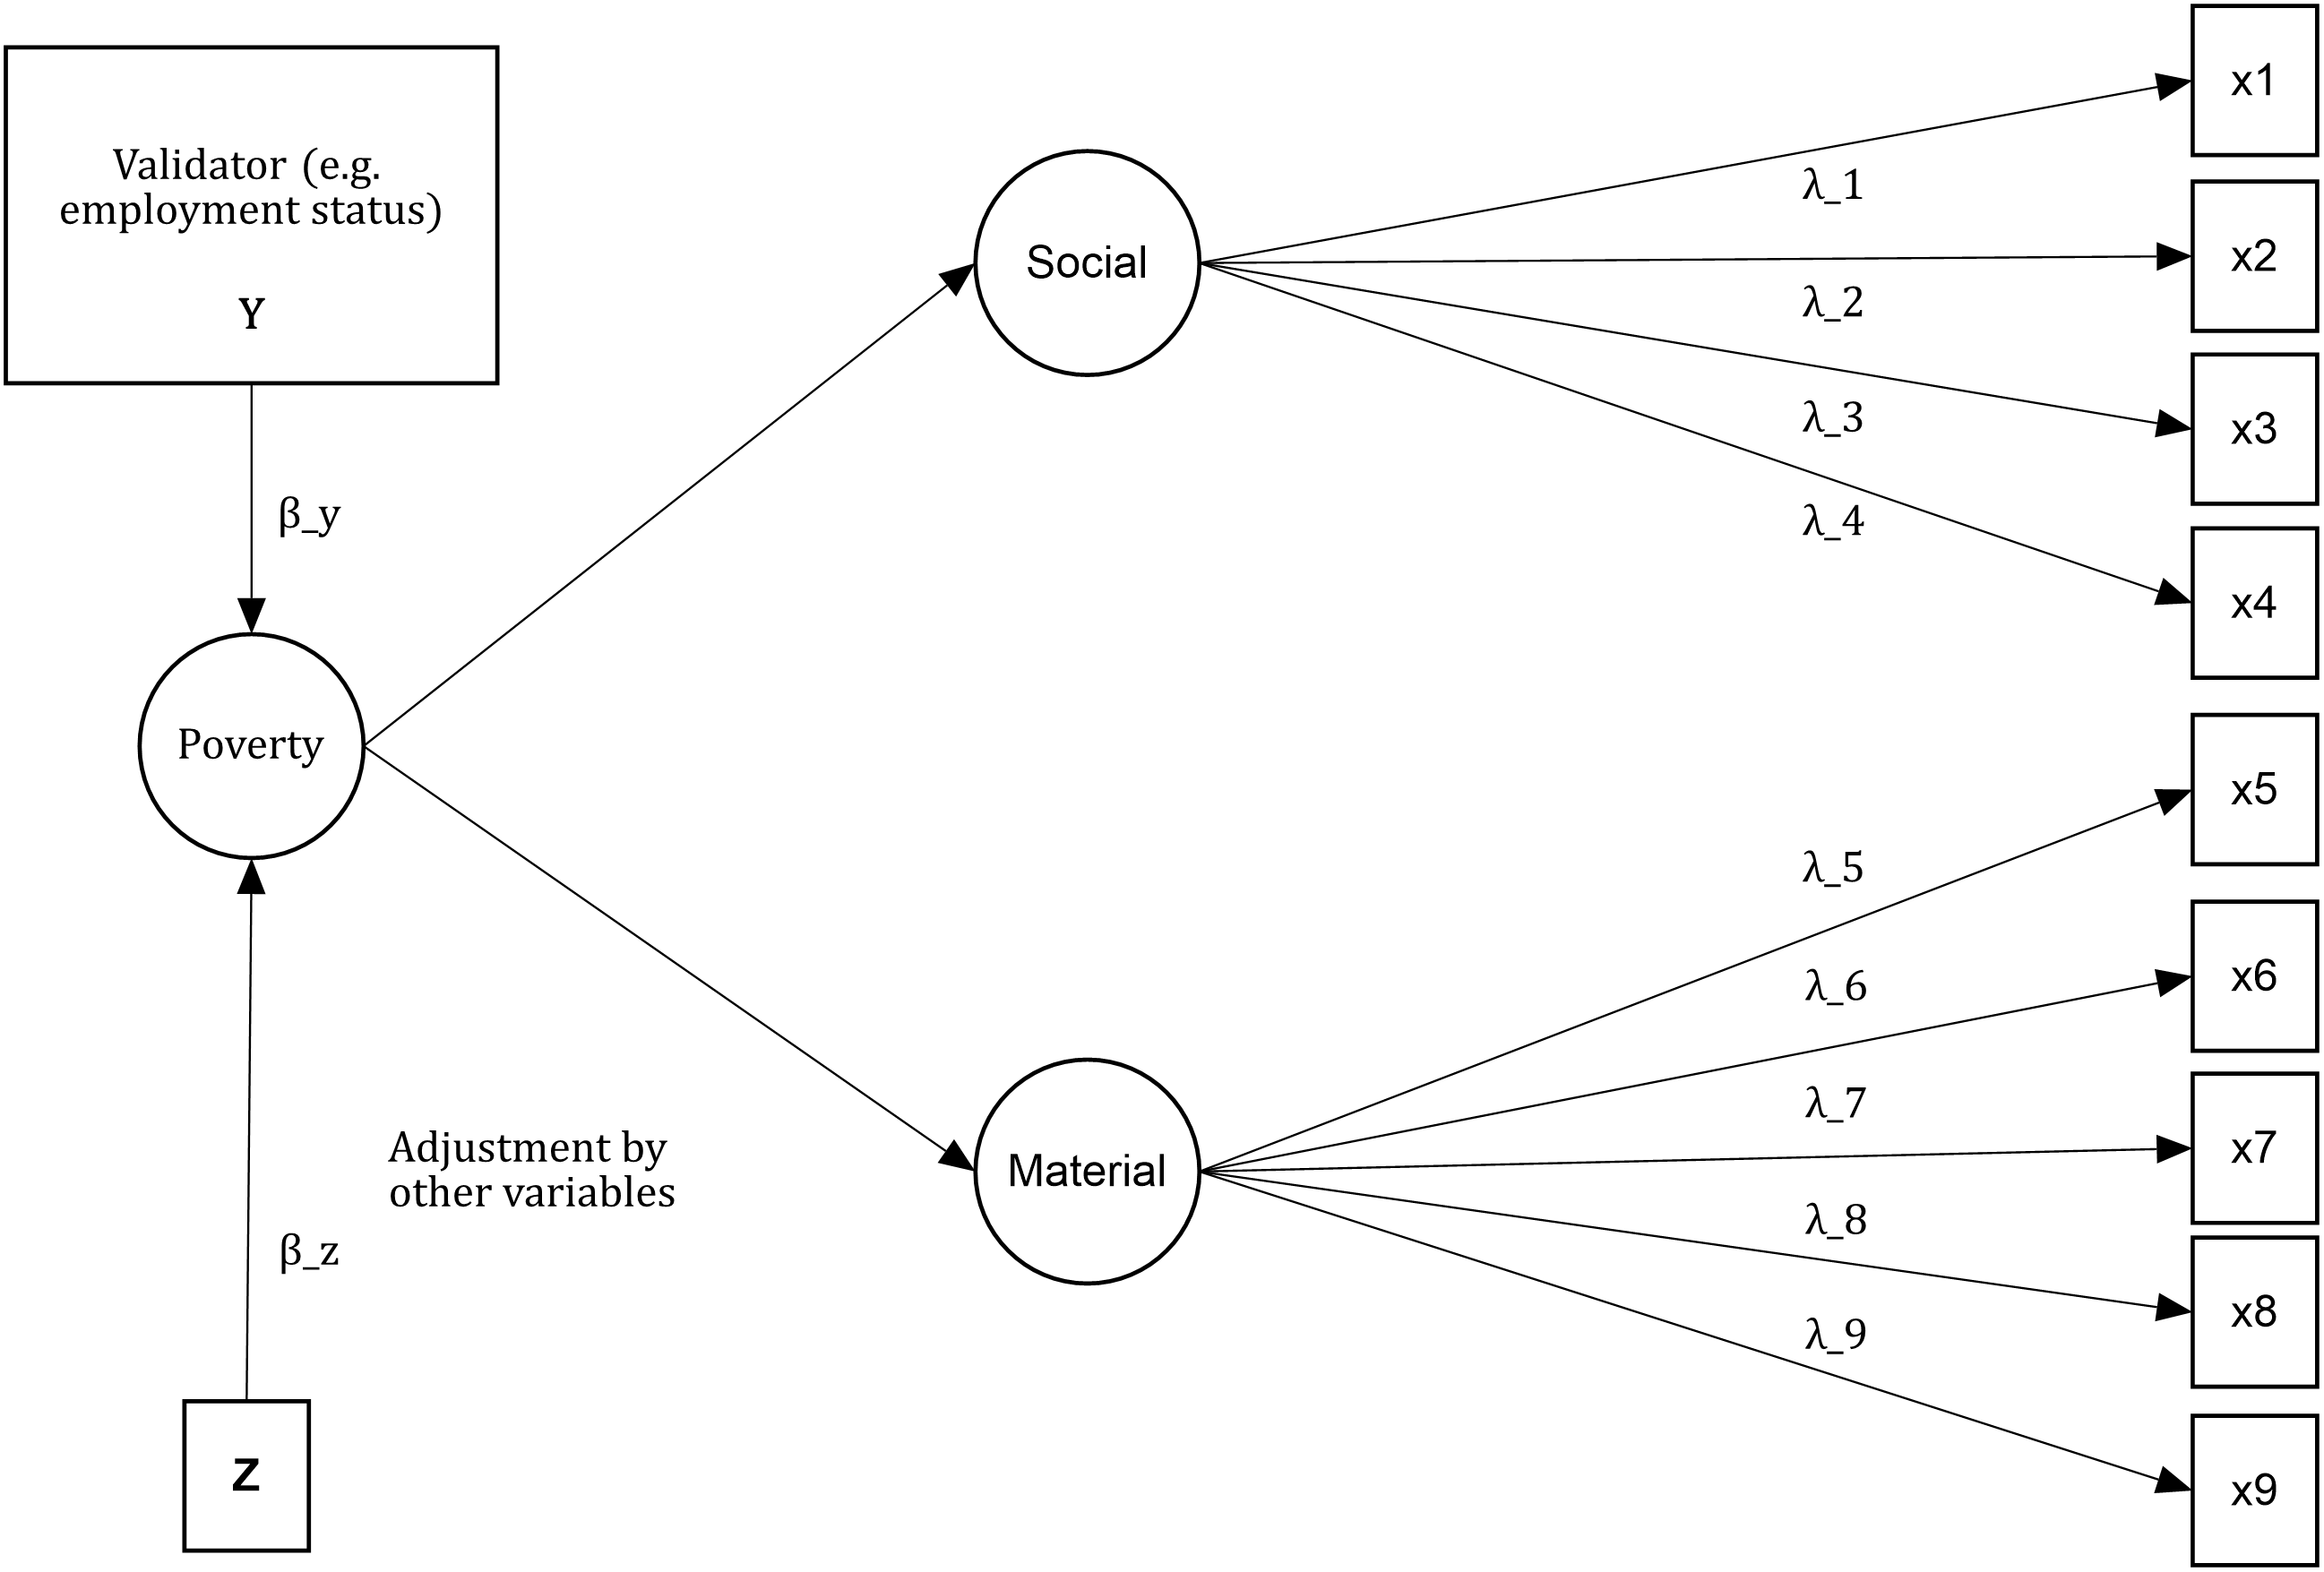 Validator (e.g.
employment status)
Y
β_y
Poverty
Adjustment by
other variables
β_z
Z
Social
Material
λ_1
λ_2
λ_3
λ_4
λ_5
λ_6
λ_7
λ_8
λ_9
x1
x2
x3
x4
x5
x6
x7
x8
x9